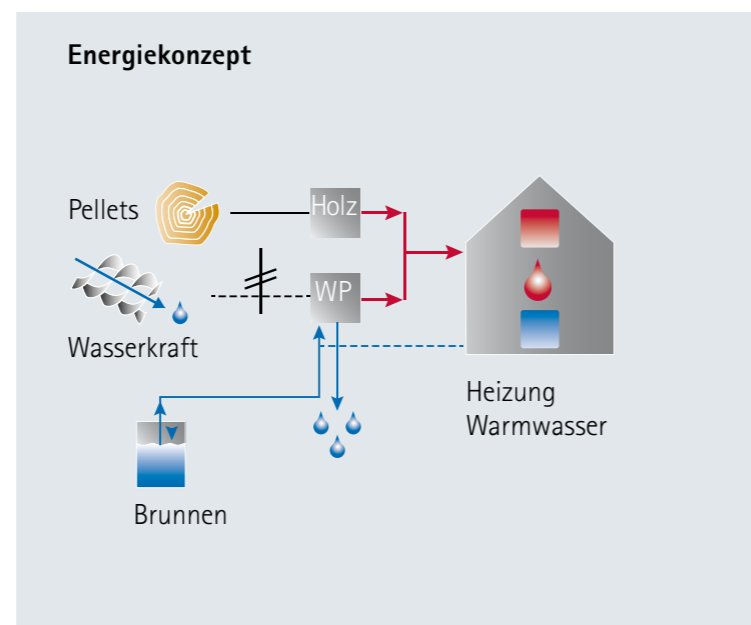 Energiekonzept
Pellets
Holz
WP
Wasserkraft
Heizung
Warmwasser
Brunnen